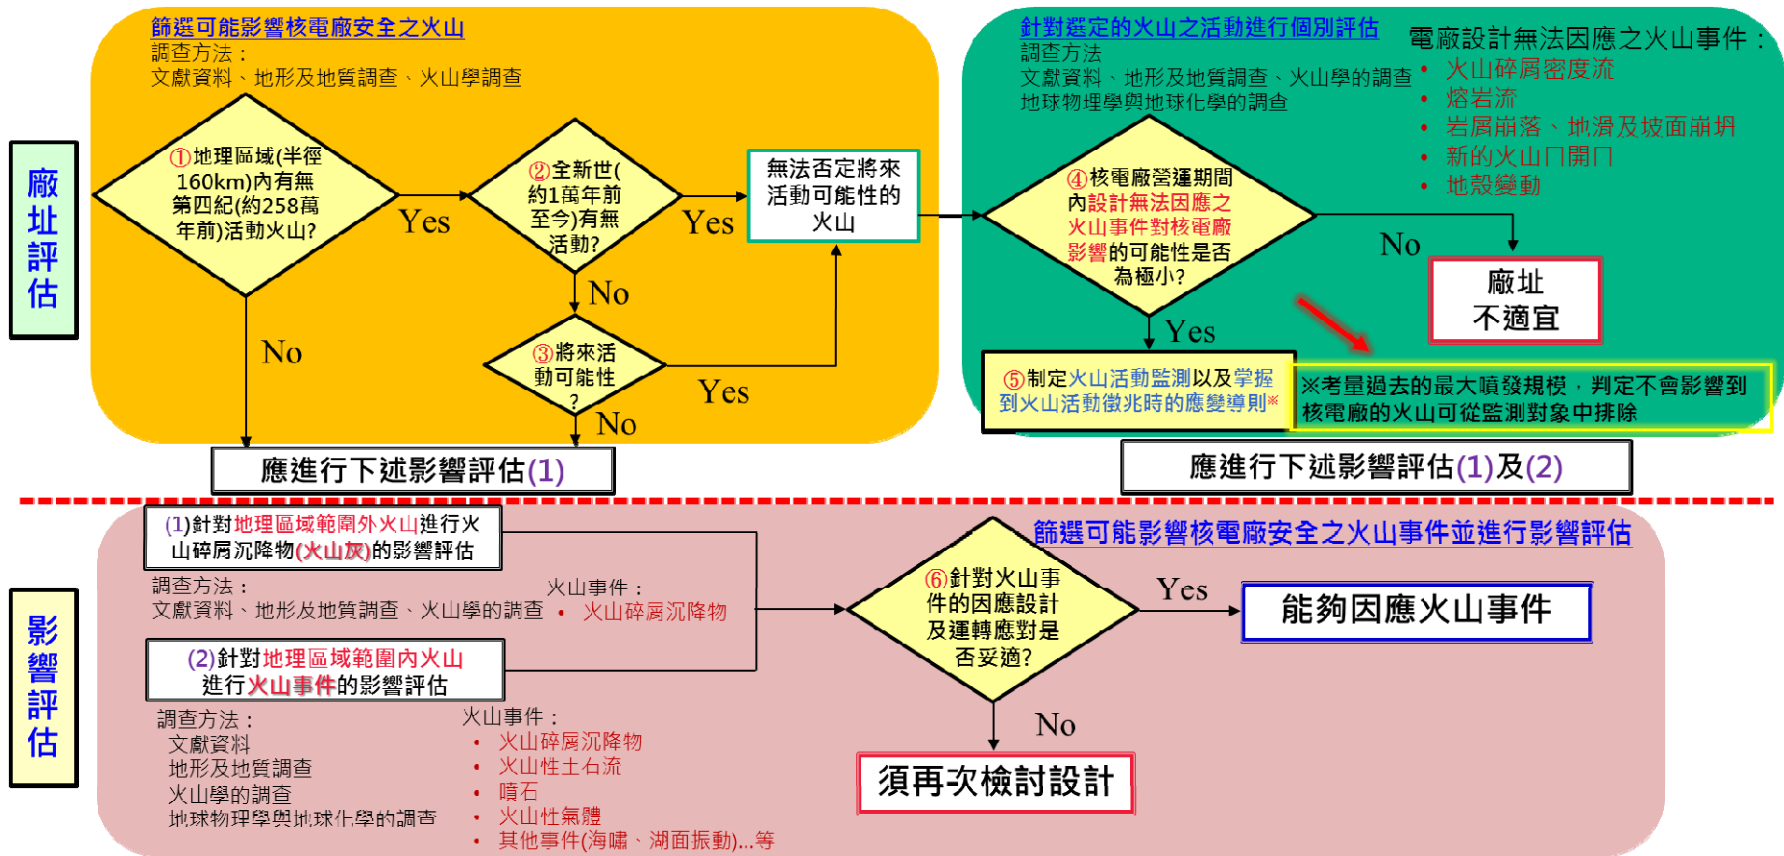 廠址評估
篩選可能影響核電廠安全之火山
調查方法：
文獻資料、地形及地質調查、火山學調查
①地理區域(半徑
160km)內有無
第四紀(約258萬
年前)活動火山?
Yes
No
②全新世(
約1萬年前
至今)有無
活動?
Yes
No
③將來活
動可能性
?
Yes
No
無法否定將來
活動可能性的
火山
應進行下述影響評估(1)
針對選定的火山之活動進行個別評估
調查方法
文獻資料、地形及地質調查、火山學的調查
地球物理學與地球化學的調查
電廠設計無法因應之火山事件：
• 火山碎屑密度流
• 熔岩流
• 岩屑崩落、地滑及坡面崩坍
• 新的火山口開口
• 地殼變動
④核電廠營運期間
內設計無法因應之
火山事件對核電廠
影響的可能性是否
為極小?
No
廠址
不適宜
Yes
⑤制定火山活動監測以及掌握
到火山活動徵兆時的應變導則※
※考量過去的最大噴發規模，判定不會影響到
核電廠的火山可從監測對象中排除
應進行下述影響評估(1)及(2)
影響評估
(1)針對地理區域範圍外火山進行火
山碎屑沉降物(火山灰)的影響評估
調查方法：
文獻資料、地形及地質調查、火山學的調查
火山事件：
• 火山碎屑沉降物
(2)針對地理區域範圍內火山
進行火山事件的影響評估
調查方法：
文獻資料
地形及地質調查
火山學的調查
地球物理學與地球化學的調查
火山事件：
• 火山碎屑沉降物
• 火山性土石流
• 噴石
• 火山性氣體
• 其他事件(海嘯、湖面振動)...等
篩選可能影響核電廠安全之火山事件並進行影響評估
⑥針對火山事
件的因應設計
及運轉應對是
否妥適?
Yes
能夠因應火山事件
No
須再次檢討設計